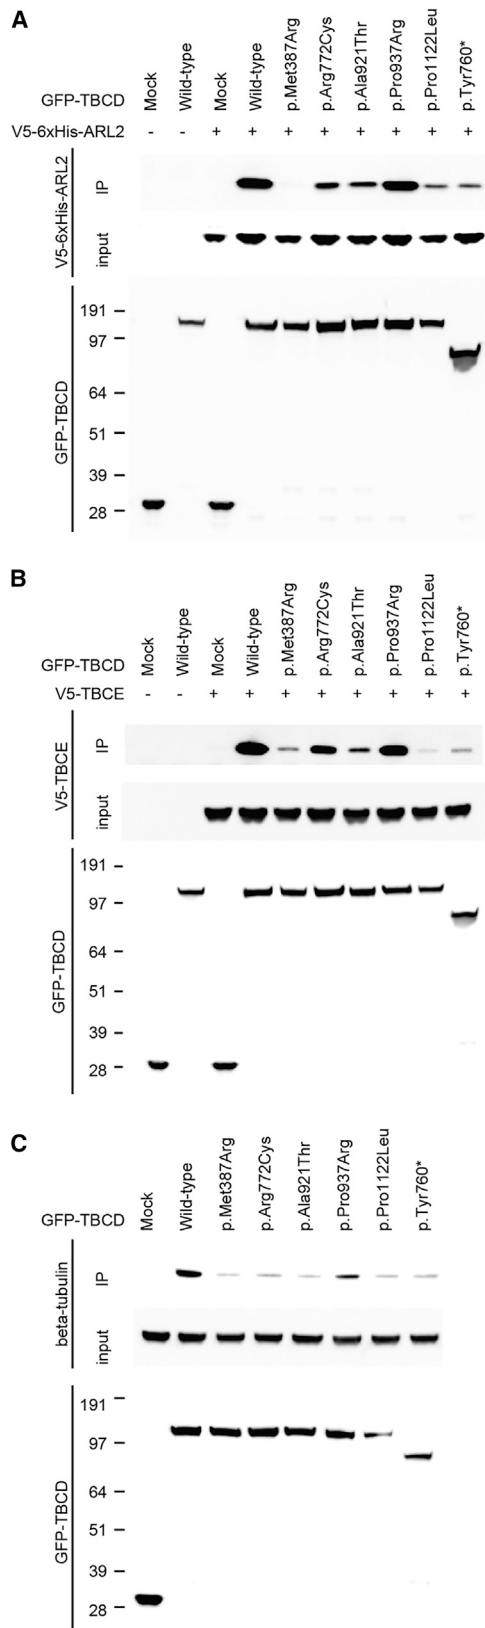 A
GFP-TBCD Mock Wild-type Mock Wild-type p.Met387Arg p.Arg772Cys p.Ala921Thr p.Pro937Arg p.Pro1122Leu p.Tyr760*
V5-6xHis-ARL2 - - + + + + + + + +
V5-6xHis-ARL2
IP
input
GFP-TBCD
191
97
64
51
39
28
B
GFP-TBCD Mock Wild-type Mock Wild-type p.Met387Arg p.Arg772Cys p.Ala921Thr p.Pro937Arg p.Pro1122Leu p.Tyr760*
V5-TBCE - - + + + + + + + +
V5-TBCE
IP
input
GFP-TBCD
191
97
64
51
39
28
C
GFP-TBCD Mock Wild-type p.Met387Arg p.Arg772Cys p.Ala921Thr p.Pro937Arg p.Pro1122Leu p.Tyr760*
beta-tubulin
IP
input
GFP-TBCD
191
97
64
51
39
28